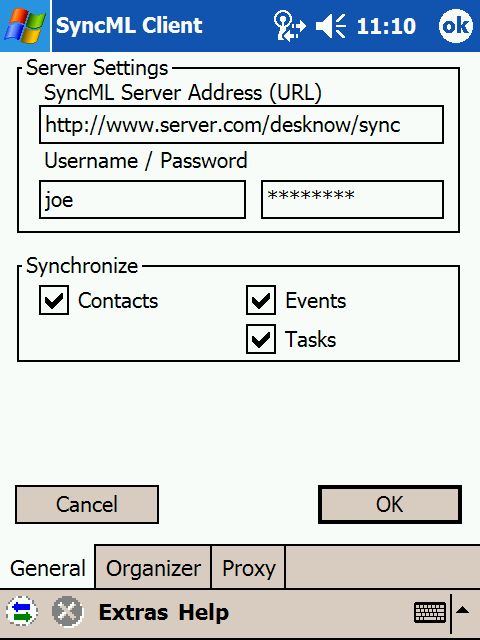 SyncML Client 11:10 ok
Server Settings
SyncML Server Address (URL)
http://www.server.com/desknow/sync
Username / Password
joe ********
Synchronize
Contacts Events
Tasks
Cancel OK
General Organizer Proxy
Extras Help